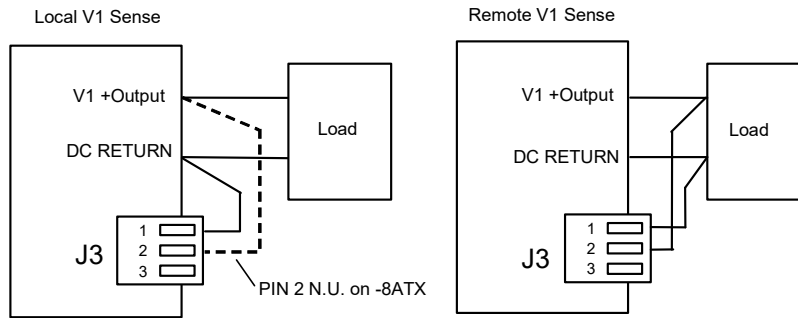 Local V1 Sense
V1 +Output
DC RETURN
Load
J3
1
2
3
PIN 2 N.U. on -8ATX
Remote V1 Sense
V1 +Output
DC RETURN
Load
J3
1
2
3